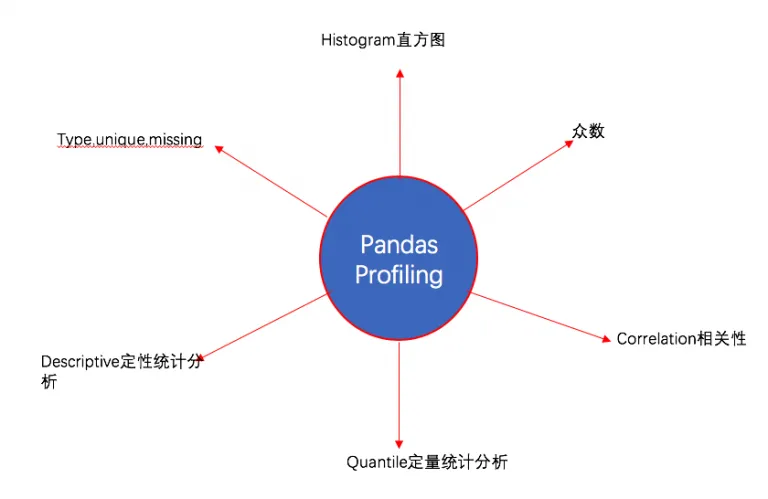 Histogram直方图
众数
Type,unique,missing
Pandas
Profiling
Correlation相关性
Descriptive定性统计分
析
Quantile定量统计分析